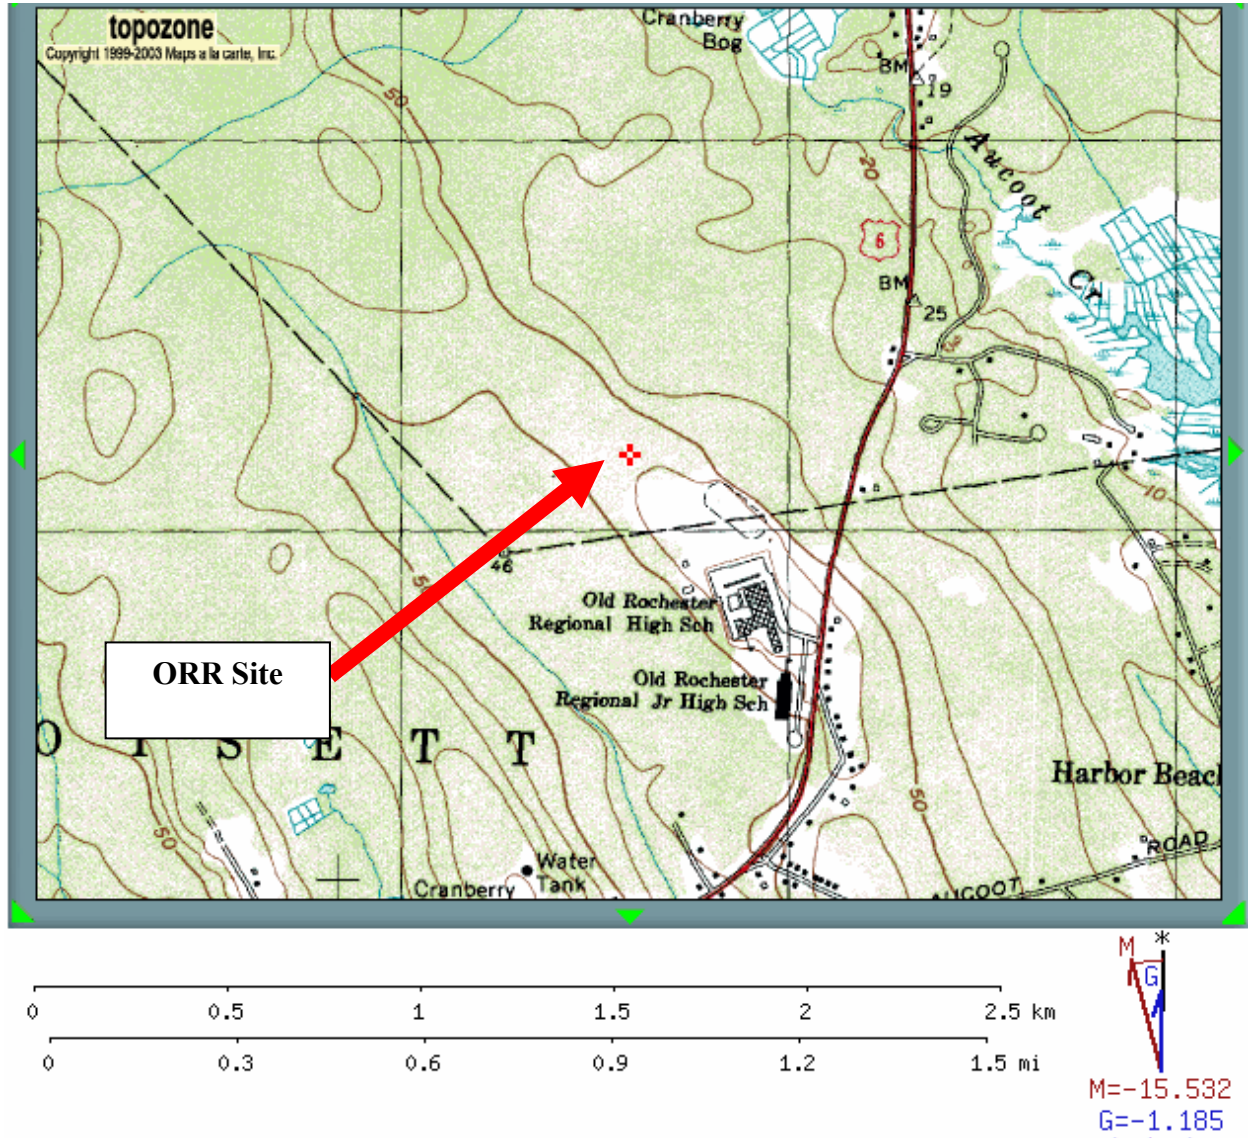 topozone
Copyright 1999-2003 Maps a la carte, Inc.
Cranberry
Bog
BM
19
50
20
Aucoot
6
BM
25
Cr
10
46
5
Old Rochester
Regional High Sch
ORR Site
Old Rochester
Regional Jr High Sch
O I S E T T
Harbor Beach
50
50
Water
Tank
Cranberry
AUCOOT
ROAD
M
*
G
0 0.5 1 1.5 2 2.5 km
0 0.3 0.6 0.9 1.2 1.5 mi
M=-15.532
G=-1.185